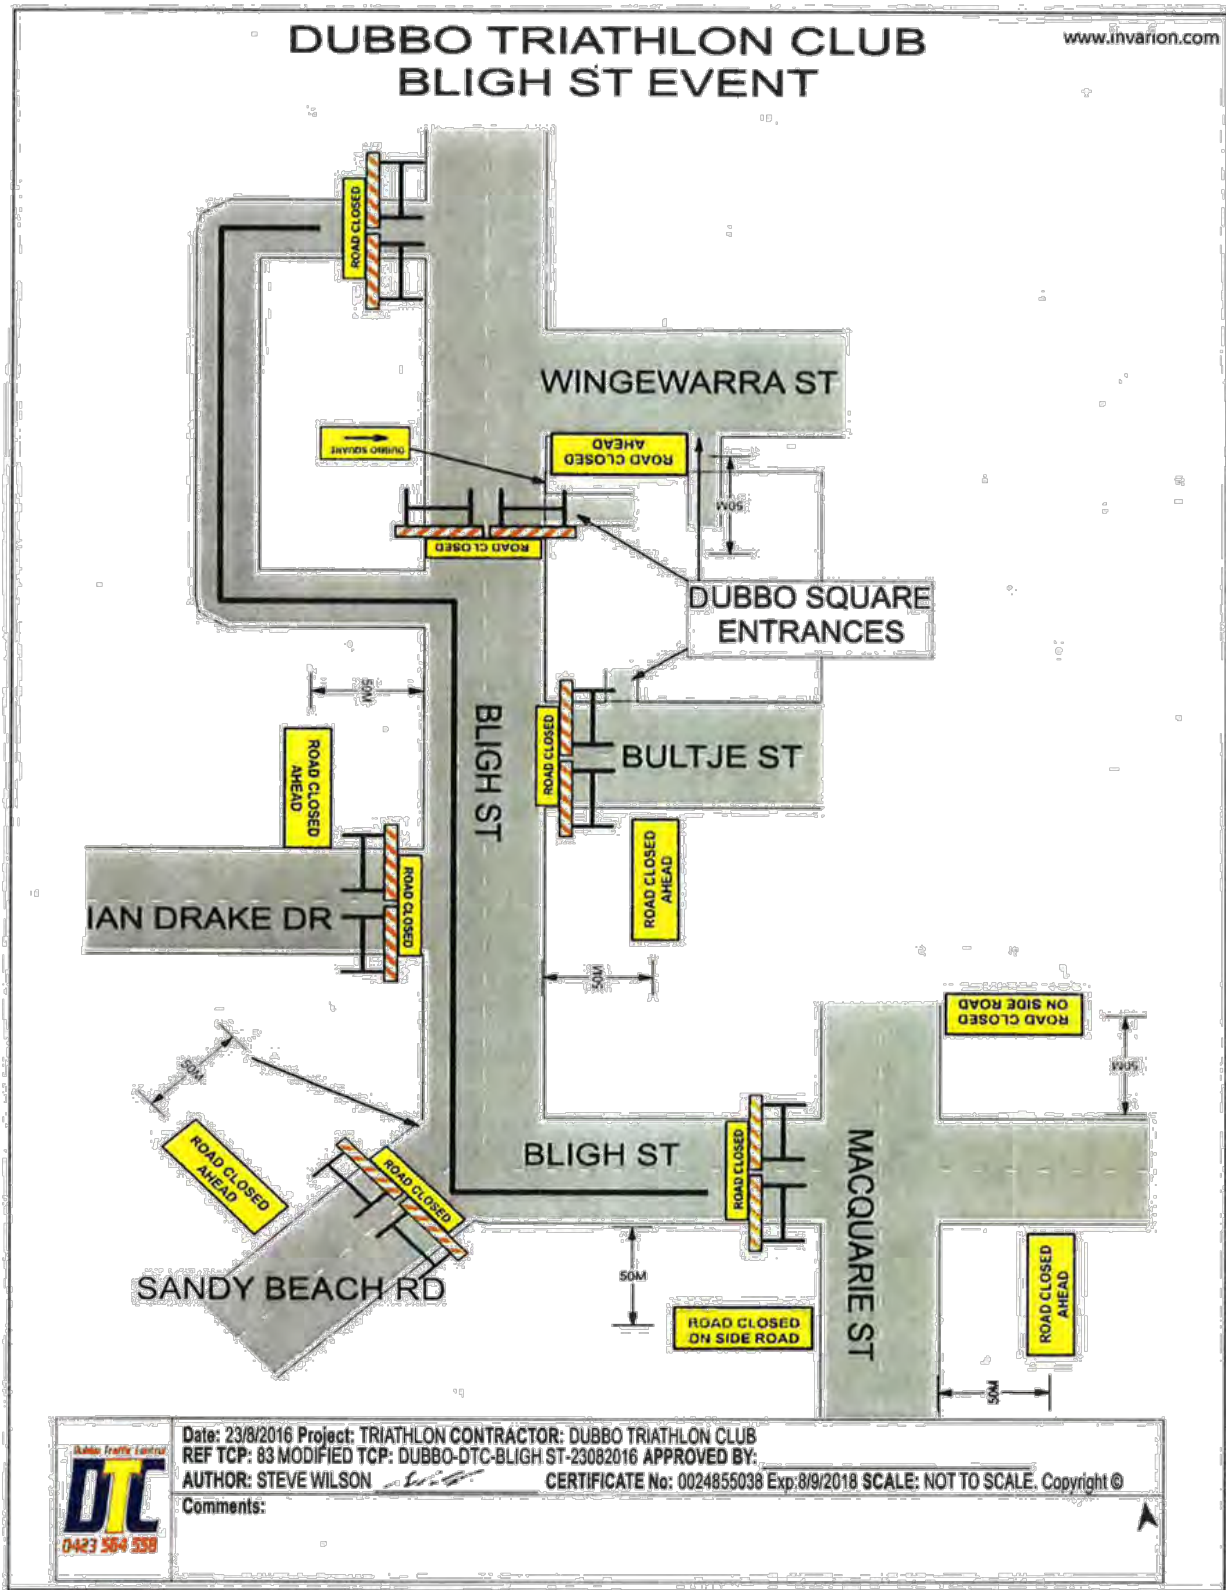 DUBBO TRIATHLON CLUB
BLIGH ST EVENT
www.invarion.com
ROAD CLOSED
WINGEWARRA ST
DUBBO SQUARE
ROAD CLOSED
AHEAD
50M
ROAD CLOSED
DUBBO SQUARE
ENTRANCES
50M
BLIGH ST
ROAD CLOSED
BULTJE ST
ROAD CLOSED
AHEAD
ROAD CLOSED
IAN DRAKE DR
ROAD CLOSED
AHEAD
50M
ROAD CLOSED
ON SIDE ROAD
50M
50M
ROAD CLOSED
AHEAD
ROAD CLOSED
BLIGH ST
ROAD CLOSED
MACQUARIE ST
SANDY BEACH RD
50M
ROAD CLOSED
ON SIDE ROAD
ROAD CLOSED
AHEAD
50M
Dubbo Traffic Control
DTC
0423 564 558
Date: 23/8/2016 Project: TRIATHLON CONTRACTOR: DUBBO TRIATHLON CLUB
REF TCP: 83 MODIFIED TCP: DUBBO-DTC-BLIGH ST-23082016 APPROVED BY:
AUTHOR: STEVE WILSON CERTIFICATE No: 0024855038 Exp:8/9/2018 SCALE: NOT TO SCALE. Copyright ©
Comments: